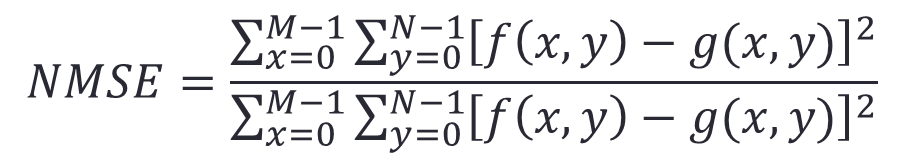 NMSE = \frac{\sum_{x=0}^{M-1} \sum_{y=0}^{N-1} [f(x, y) - g(x, y)]^2}{\sum_{x=0}^{M-1} \sum_{y=0}^{N-1} [f(x, y) - g(x, y)]^2}